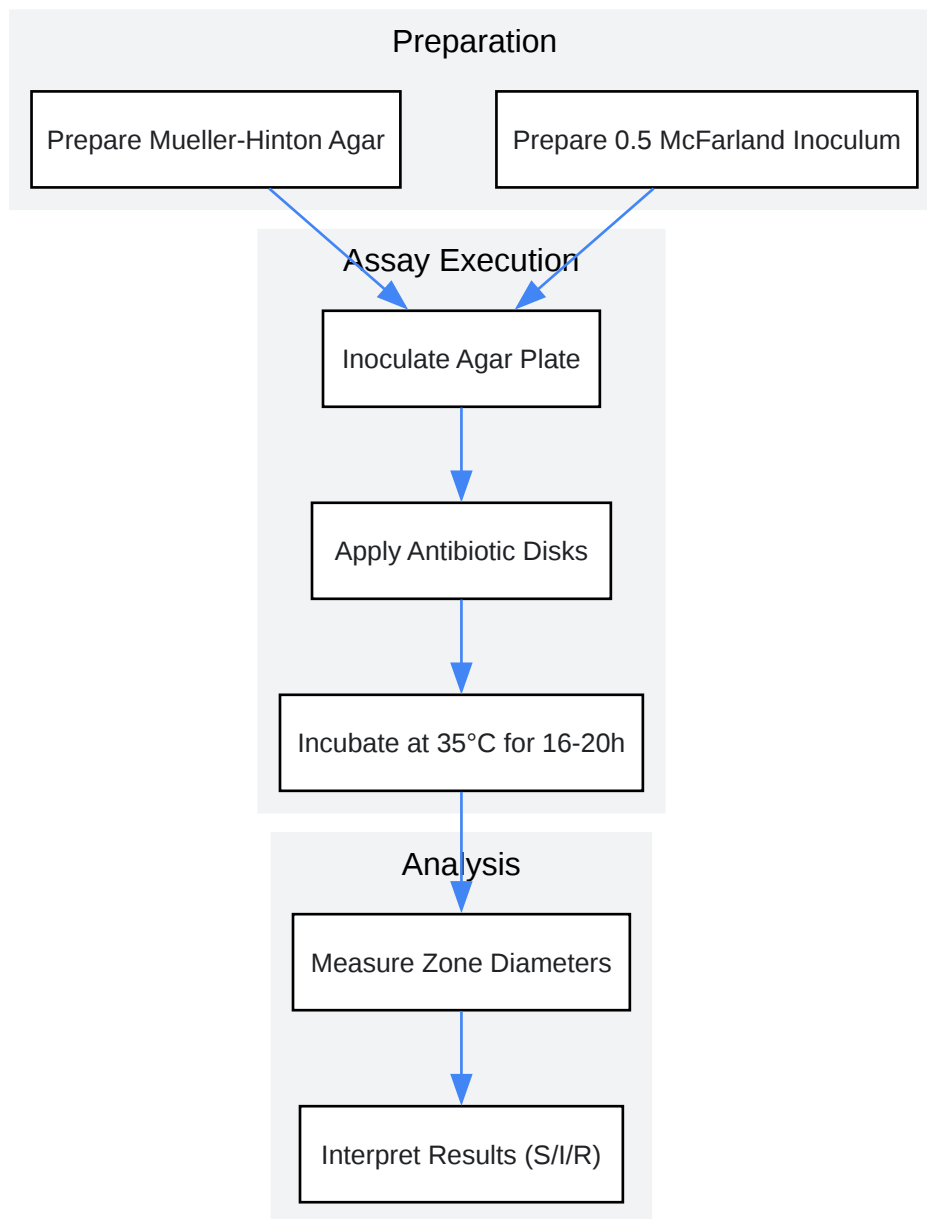 Preparation
Prepare Mueller-Hinton Agar
Prepare 0.5 McFarland Inoculum
Assay Execution
Inoculate Agar Plate
Apply Antibiotic Disks
Incubate at 35°C for 16-20h
Analysis
Measure Zone Diameters
Interpret Results (S/I/R)